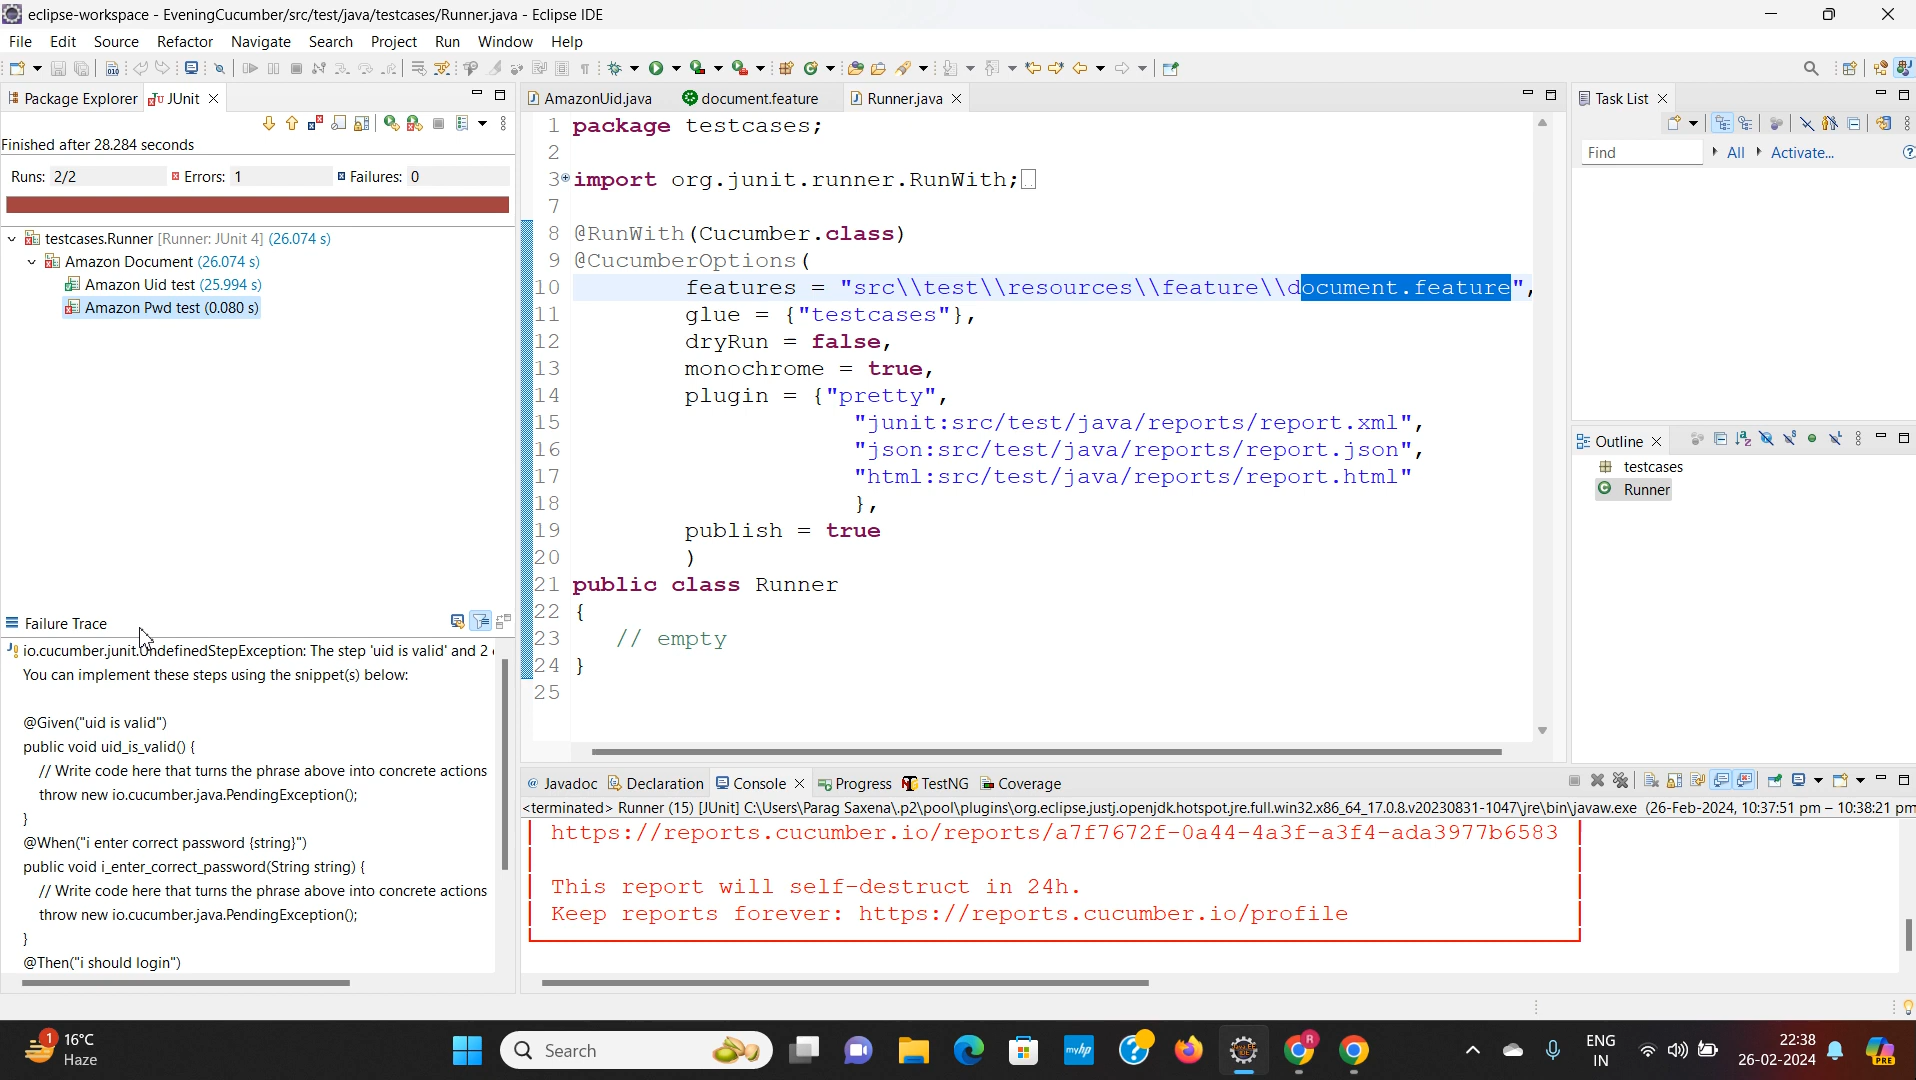 eclipse-workspace - EveningCucumber/src/test/java/testcases/Runner.java - Eclipse IDE
File Edit Source Refactor Navigate Search Project Run Window Help
Package Explorer JUnit
Finished after 28.284 seconds
Runs: 2/2 Errors: 1 Failures: 0
testcases.Runner [Runner: JUnit 4] (26.074 s)
Amazon Document (26.074 s)
Amazon Uid test (25.994 s)
Amazon Pwd test (0.080 s)
Failure Trace
io.cucumber.junit.UndefinedStepException: The step 'uid is valid' and 2
You can implement these steps using the snippet(s) below:
@Given("uid is valid")
public void uid_is_valid() {
// Write code here that turns the phrase above into concrete actions
throw new io.cucumber.java.PendingException();
}
@When("i enter correct password {string}")
public void i_enter_correct_password(String string) {
// Write code here that turns the phrase above into concrete actions
throw new io.cucumber.java.PendingException();
}
@Then("i should login")
AmazonUid.java document.feature Runner.java
1 package testcases;
2
3 import org.junit.runner.RunWith;
7
8 @RunWith(Cucumber.class)
9 @CucumberOptions(
10 features = "src\\test\\resources\\feature\\document.feature",
11 glue = {"testcases"},
12 dryRun = false,
13 monochrome = true,
14 plugin = {"pretty",
15 "junit:src/test/java/reports/report.xml",
16 "json:src/test/java/reports/report.json",
17 "html:src/test/java/reports/report.html"
18 },
19 publish = true
20 )
21 public class Runner
22 {
23 // empty
24 }
25
Javadoc Declaration Console Progress TestNG Coverage
<terminated> Runner (15) [JUnit] C:\Users\Parag Saxena\.p2\pool\plugins\org.eclipse.justj.openjdk.hotspot.jre.full.win32.x86_64_17.0.8.v20230831-1047\jre\bin\javaw.exe (26-Feb-2024, 10:37:51 pm – 10:38:21 pm
https://reports.cucumber.io/reports/a7f7672f-0a44-4a3f-a3f4-ada3977b6583
This report will self-destruct in 24h.
Keep reports forever: https://reports.cucumber.io/profile
Task List
Find All Activate...
Outline
testcases
Runner
1 16°C
Haze
Search
myhp
ENG
IN
22:38
26-02-2024
PRE